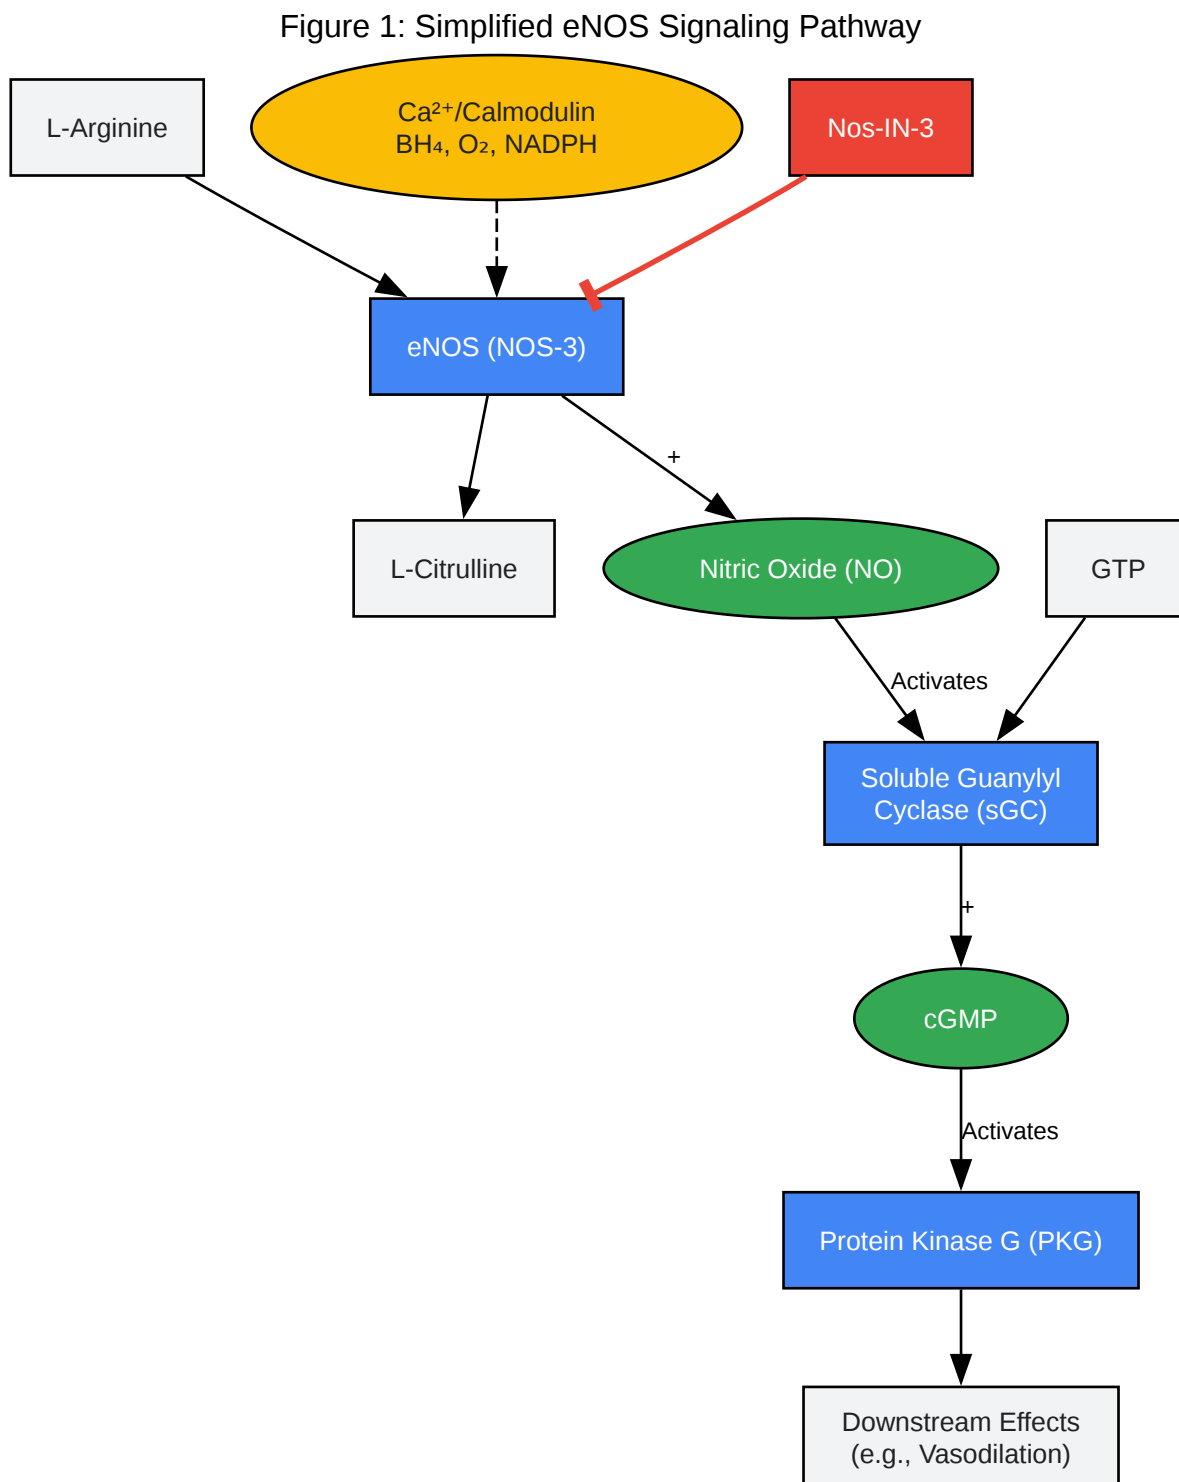 Figure 1: Simplified eNOS Signaling Pathway
L-Arginine
Ca²⁺/Calmodulin
BH₄, O₂, NADPH
Nos-IN-3
eNOS (NOS-3)
+
L-Citrulline
Nitric Oxide (NO)
GTP
Activates
Soluble Guanylyl
Cyclase (sGC)
+
cGMP
Activates
Protein Kinase G (PKG)
Downstream Effects
(e.g., Vasodilation)